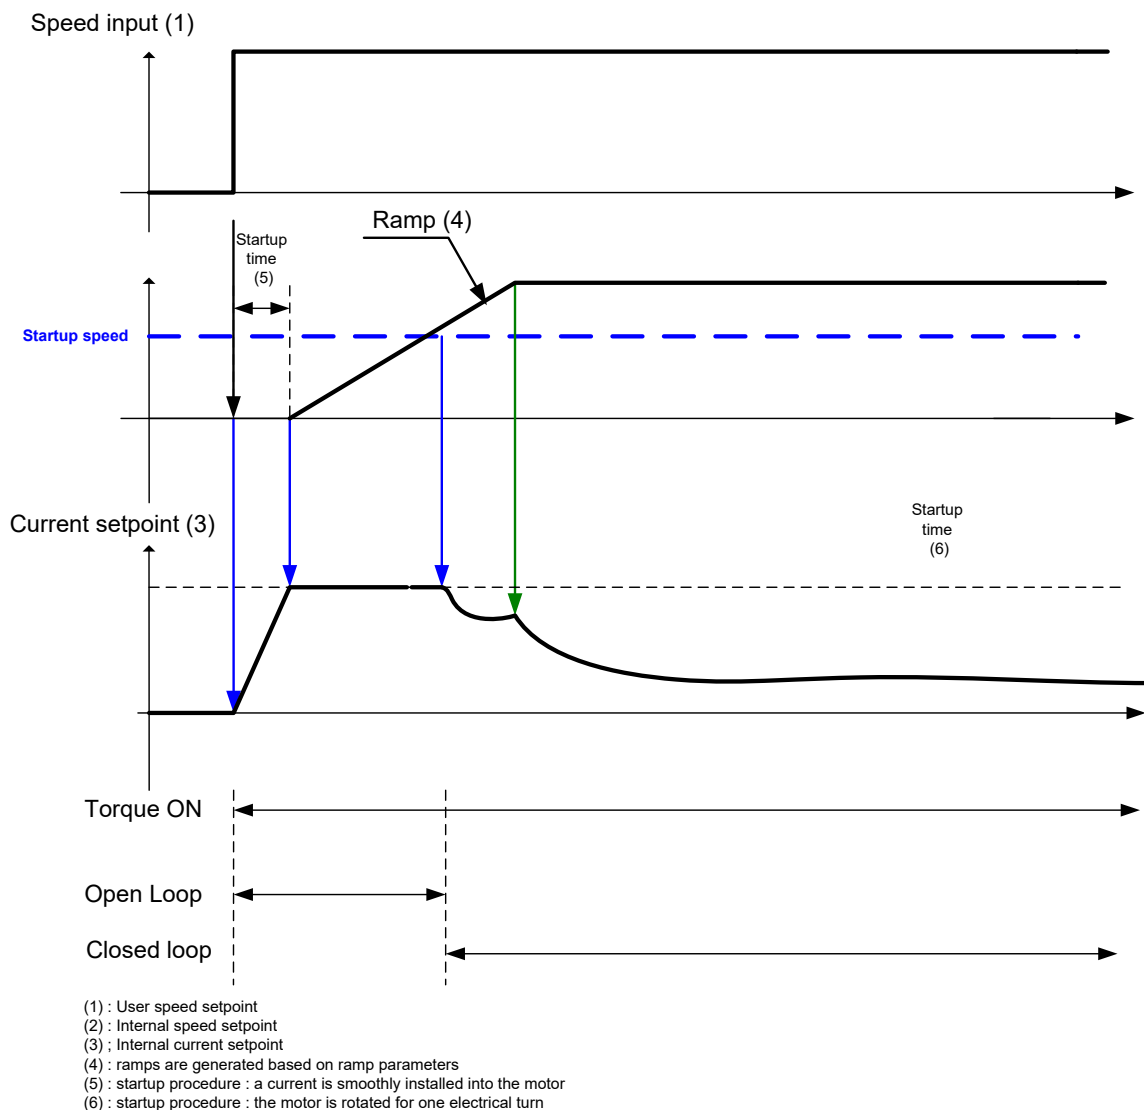 Speed input (1)
Ramp (4)
Startup
time
(5)
Startup speed
Current setpoint (3)
Startup
time
(6)
Torque ON
Open Loop
Closed loop
(1) : User speed setpoint
(2) : Internal speed setpoint
(3) ; Internal current setpoint
(4) : ramps are generated based on ramp parameters
(5) : startup procedure : a current is smoothly installed into the motor
(6) : startup procedure : the motor is rotated for one electrical turn